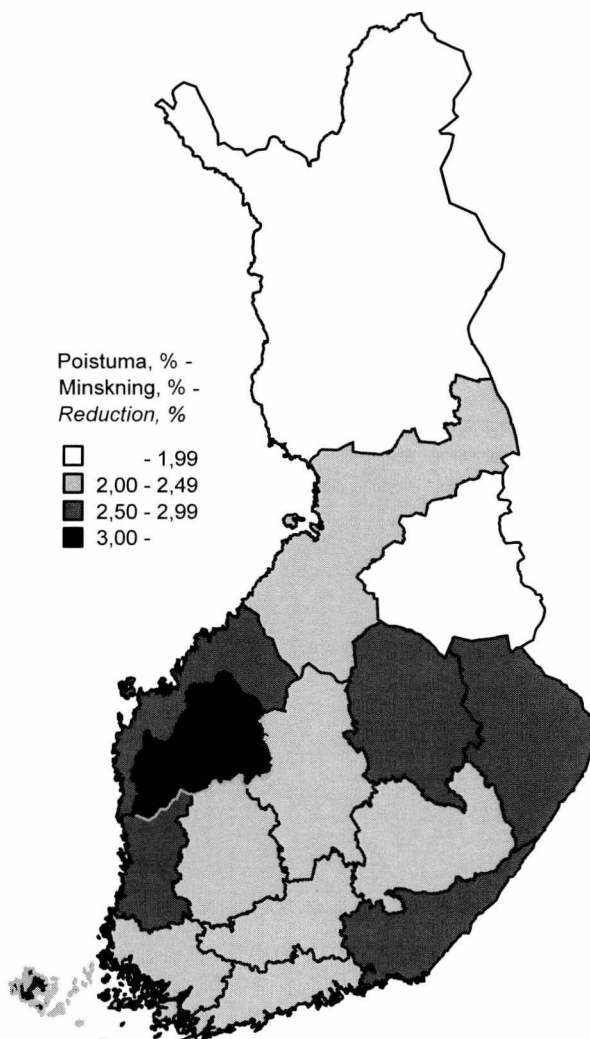 Poistuma, % -
Minskning, % -
Reduction, %
- 1,99
2,00 - 2,49
2,50 - 2,99
3,00 -